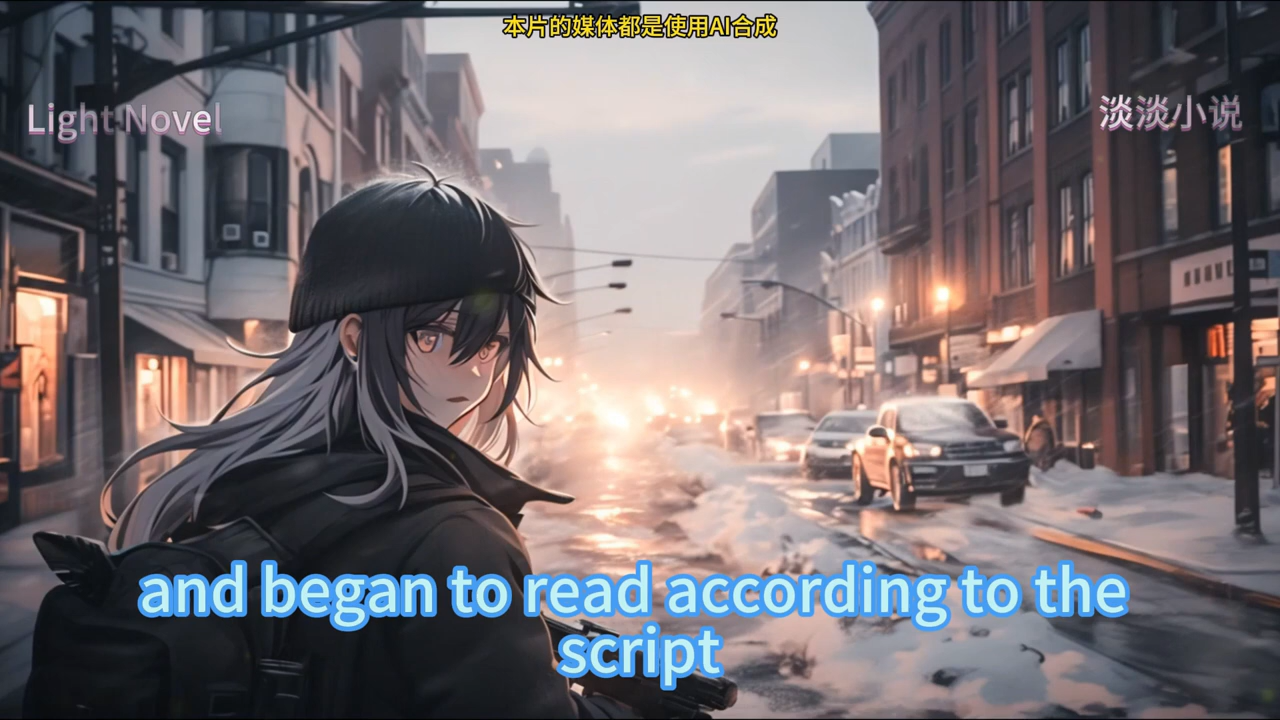 本片的媒体都是使用AI合成
Light Novel
淡淡小说
and began to read according to the
script